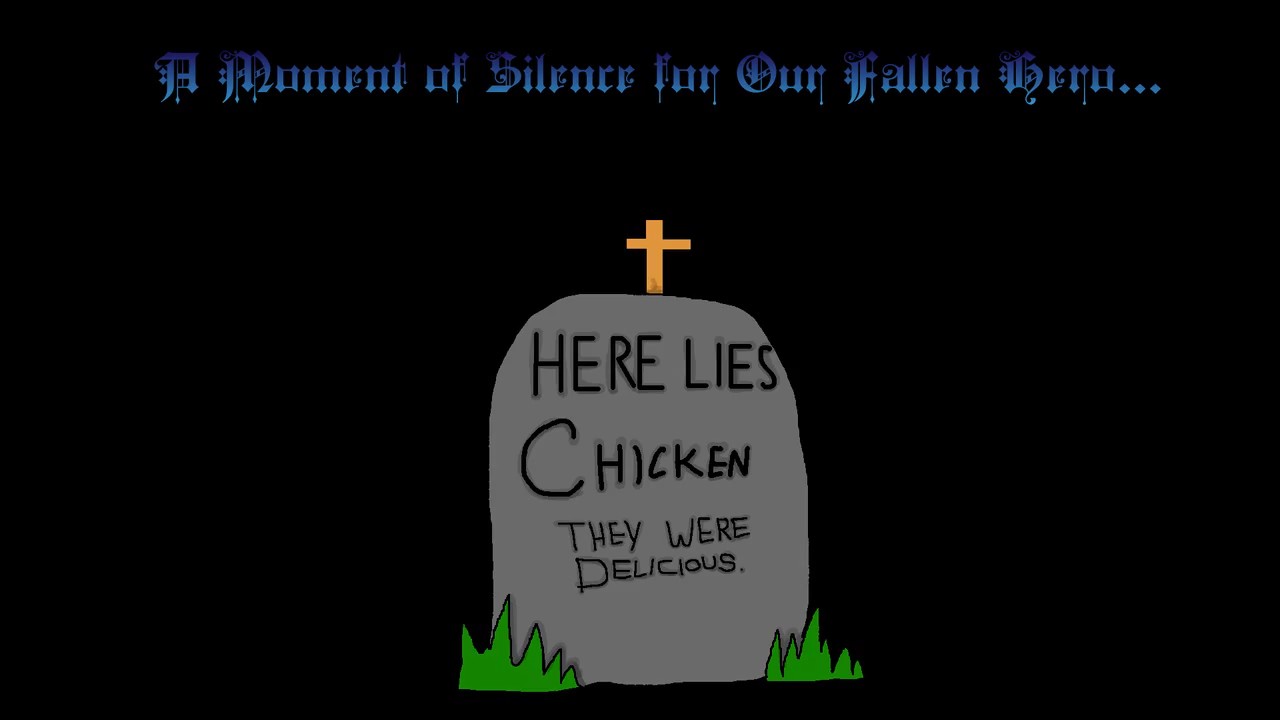 A Moment of Silence for Our Fallen Hero...
HERE LIES
CHICKEN
THEY WERE
DELICIOUS.